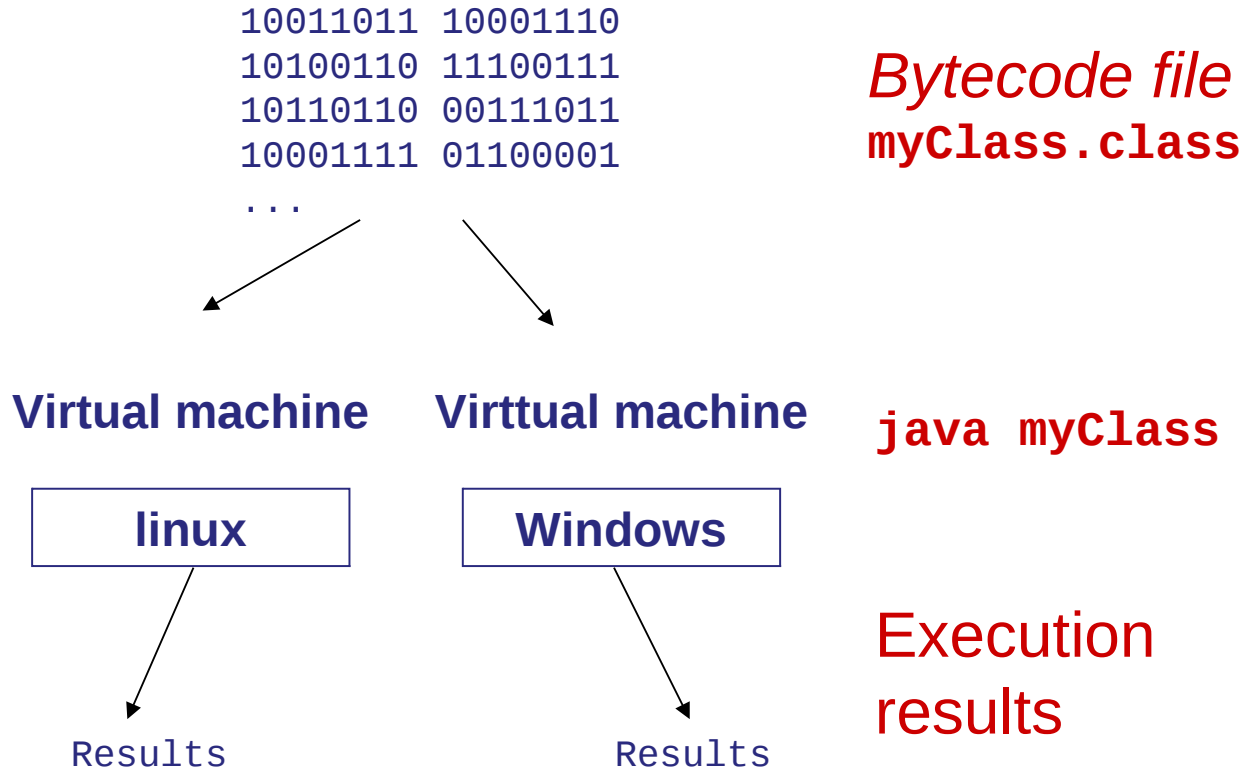 10011011 10001110
10100110 11100111
10110110 00111011
10001111 01100001
...
Bytecode file
myClass.class
Virtual machine
Virttual machine
java myClass
linux
Windows
Execution
results
Results
Results